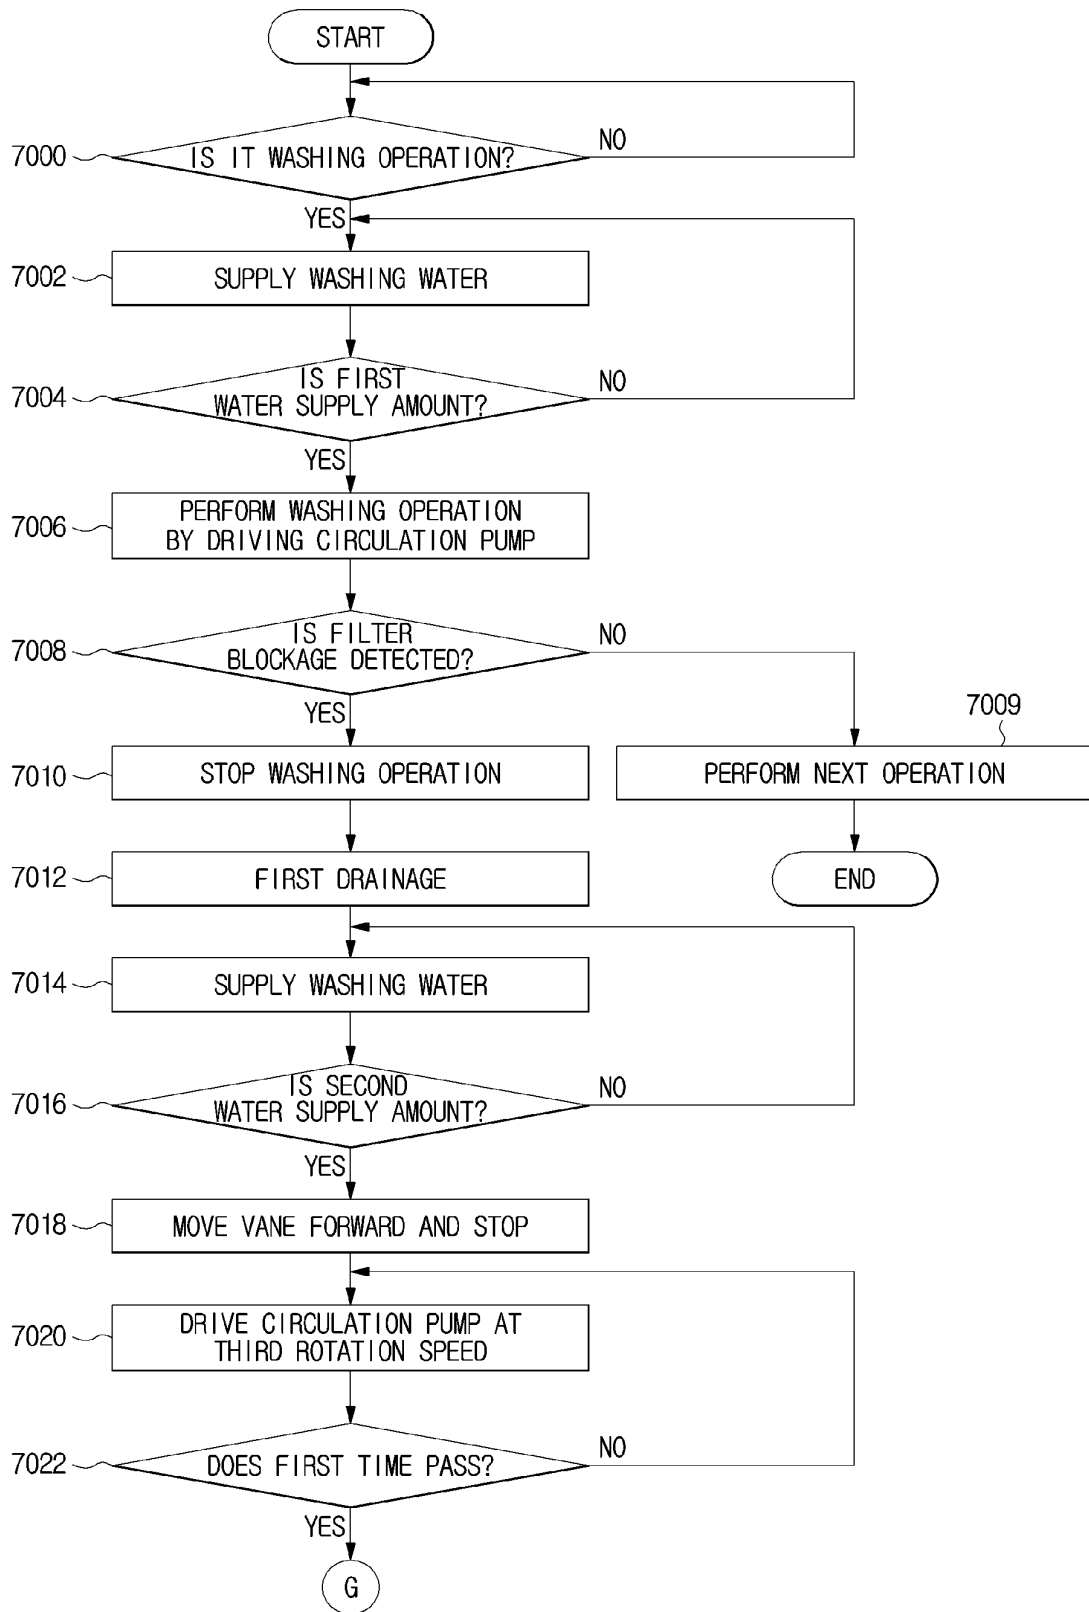 START
7000
IS IT WASHING OPERATION?
NO
YES
7002
SUPPLY WASHING WATER
7004
IS FIRST
WATER SUPPLY AMOUNT?
NO
YES
7006
PERFORM WASHING OPERATION
BY DRIVING CIRCULATION PUMP
7008
IS FILTER
BLOCKAGE DETECTED?
NO
YES
7009
7010
STOP WASHING OPERATION
PERFORM NEXT OPERATION
7012
FIRST DRAINAGE
END
7014
SUPPLY WASHING WATER
7016
IS SECOND
WATER SUPPLY AMOUNT?
NO
YES
7018
MOVE VANE FORWARD AND STOP
7020
DRIVE CIRCULATION PUMP AT
THIRD ROTATION SPEED
7022
DOES FIRST TIME PASS?
NO
YES
G